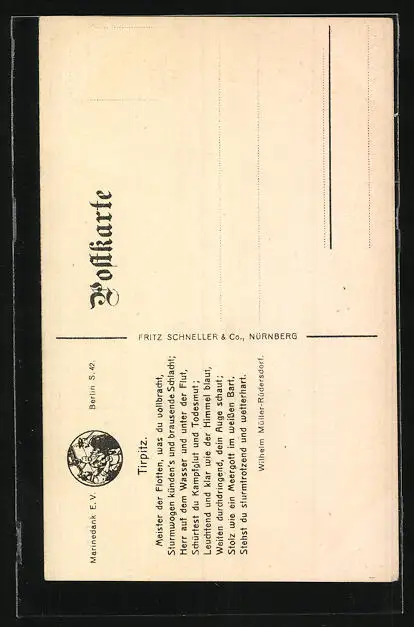 Marinedank E. V. Berlin S. 42.
Tirpitz.
Meister der Flotten, was du vollbracht,
Sturmwogen künden's und brausende Schlacht;
Herr auf dem Wasser und unter der Flut,
Schürtest du Kampfglut und Todesmut;
Leuchtend und klar wie der Himmel blaut,
Weiten durchdringend, dein Auge schaut;
Stolz wie ein Meergott im weißen Bart,
Stehst du sturmtrotzend und wetterhart.
Wilhelm Müller-Rüdersdorf.
FRITZ SCHNELLER & Co., NÜRNBERG
Postkarte